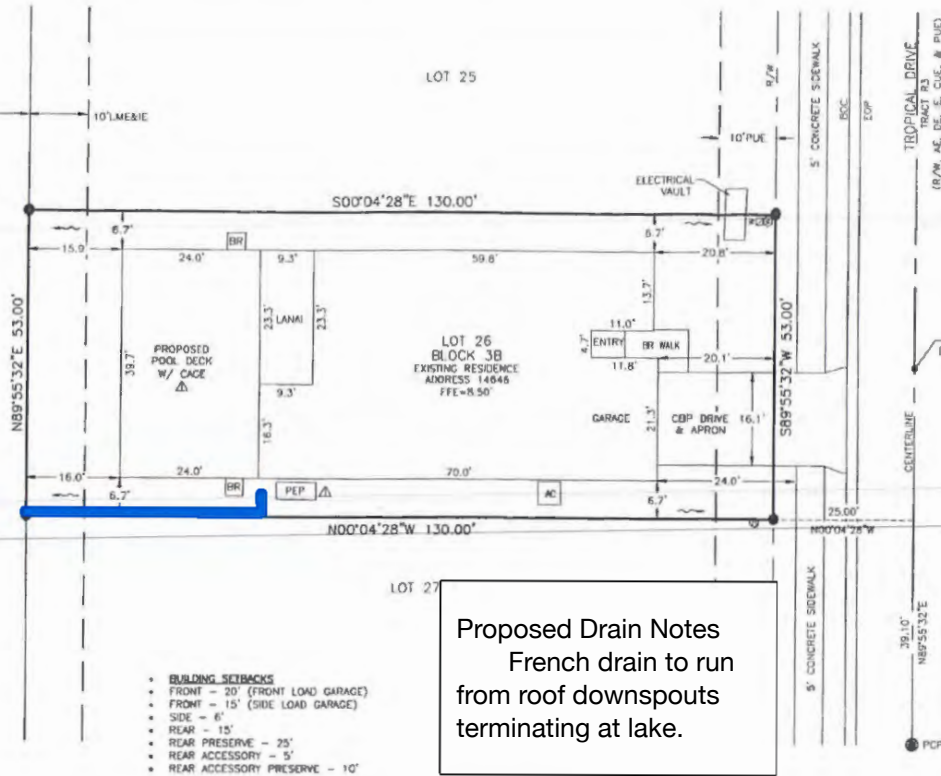 LOT 25
10'LME&IE
10'PUE
R/W
5' CONCRETE SIDEWALK
BOC
EOP
TROPICAL DRIVE
TRACT R3
(R/W, AE, DE, E, CUE, & PUE)
ELECTRICAL
VAULT
S00°04'28"E 130.00'
6.7'
15.9'
24.0'
BR
9.3'
59.8'
6.7'
20.8'
N89°55'32"E 53.00'
39.7'
PROPOSED
POOL DECK
W/ CAGE
23.3'
LANAI
23.3'
9.3'
16.3'
LOT 26
BLOCK 3B
EXISTING RESIDENCE
ADDRESS 14646
FFE=8.50'
13.7'
11.0'
4.7'
ENTRY
BR WALK
11.8'
20.1'
GARAGE
21.3'
CBP DRIVE
& APRON
16.1'
S89°55'32"W 53.00'
CENTERLINE
16.0'
24.0'
6.7'
BR
PEP
70.0'
AC
6.7'
24.0'
25.00'
N00°04'28"W
N00°04'28"W 130.00'
LOT 27
5' CONCRETE SIDEWALK
39.10'
N89°55'32"E
Proposed Drain Notes
French drain to run
from roof downspouts
terminating at lake.
• BUILDING SETBACKS
• FRONT – 20' (FRONT LOAD GARAGE)
• FRONT – 15' (SIDE LOAD GARAGE)
• SIDE – 6'
• REAR – 15'
• REAR PRESERVE – 25'
• REAR ACCESSORY – 5'
• REAR ACCESSORY PRESERVE – 10'